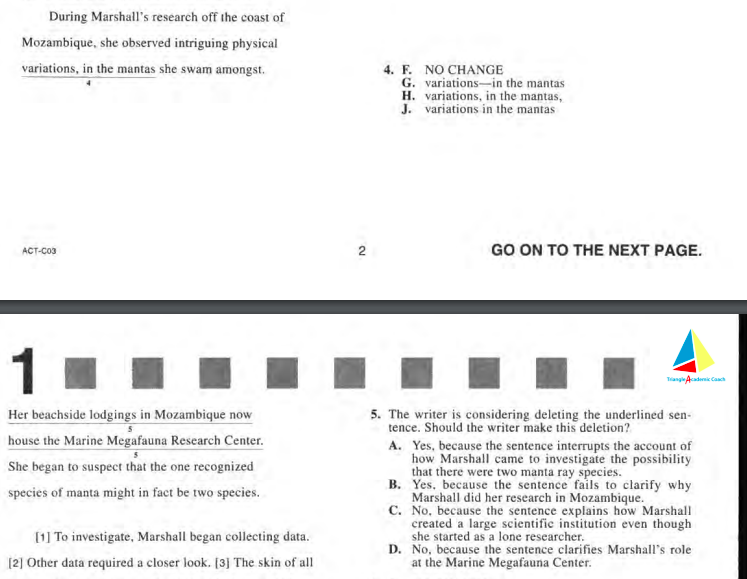 During Marshall's research off the coast of
Mozambique, she observed intriguing physical
variations, in the mantas she swam amongst.
4
4. F. NO CHANGE
G. variations—in the mantas
H. variations, in the mantas,
J. variations in the mantas
ACT-C03
2
GO ON TO THE NEXT PAGE.
1
Triangle Academic Coach
Her beachside lodgings in Mozambique now
5
house the Marine Megafauna Research Center.
5
She began to suspect that the one recognized
species of manta might in fact be two species.
[1] To investigate, Marshall began collecting data.
[2] Other data required a closer look. [3] The skin of all
5. The writer is considering deleting the underlined sen-
tence. Should the writer make this deletion?
A. Yes, because the sentence interrupts the account of
how Marshall came to investigate the possibility
that there were two manta ray species.
B. Yes, because the sentence fails to clarify why
Marshall did her research in Mozambique.
C. No, because the sentence explains how Marshall
created a large scientific institution even though
she started as a lone researcher.
D. No, because the sentence clarifies Marshall's role
at the Marine Megafauna Center.